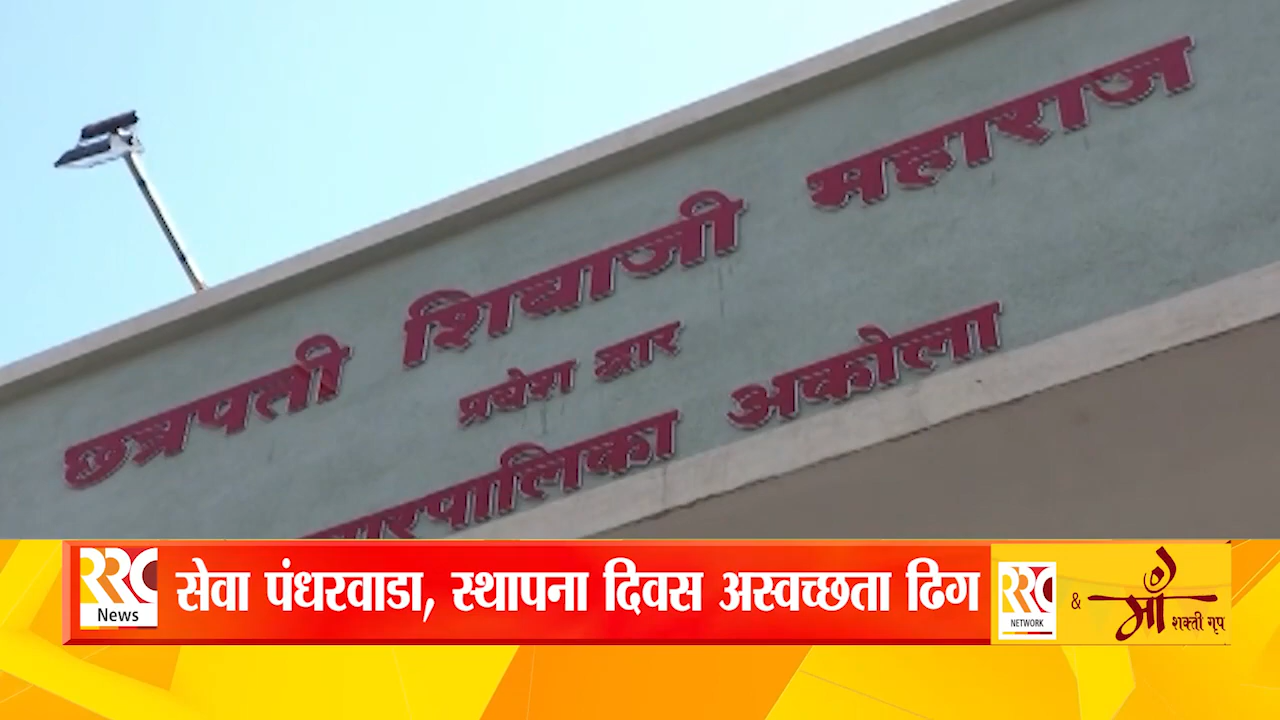 छत्रपती शिवाजी महाराज
प्रवेश द्वार
पालिका अकोला
RRC News
सेवा पंधरवाडा, स्थापना दिवस अस्वच्छता ढिग
RRC NETWORK
&
माँ
शक्ती गृप